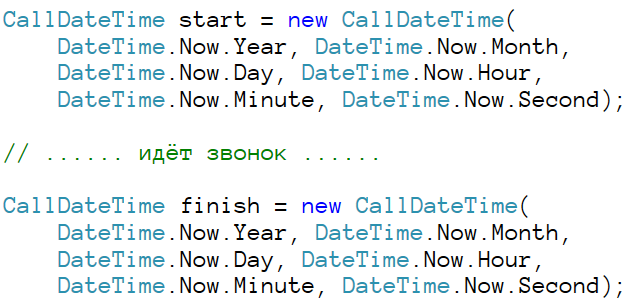 CallDateTime start = new CallDateTime(
DateTime.Now.Year, DateTime.Now.Month,
DateTime.Now.Day, DateTime.Now.Hour,
DateTime.Now.Minute, DateTime.Now.Second);
// ...... идёт звонок ......
CallDateTime finish = new CallDateTime(
DateTime.Now.Year, DateTime.Now.Month,
DateTime.Now.Day, DateTime.Now.Hour,
DateTime.Now.Minute, DateTime.Now.Second);